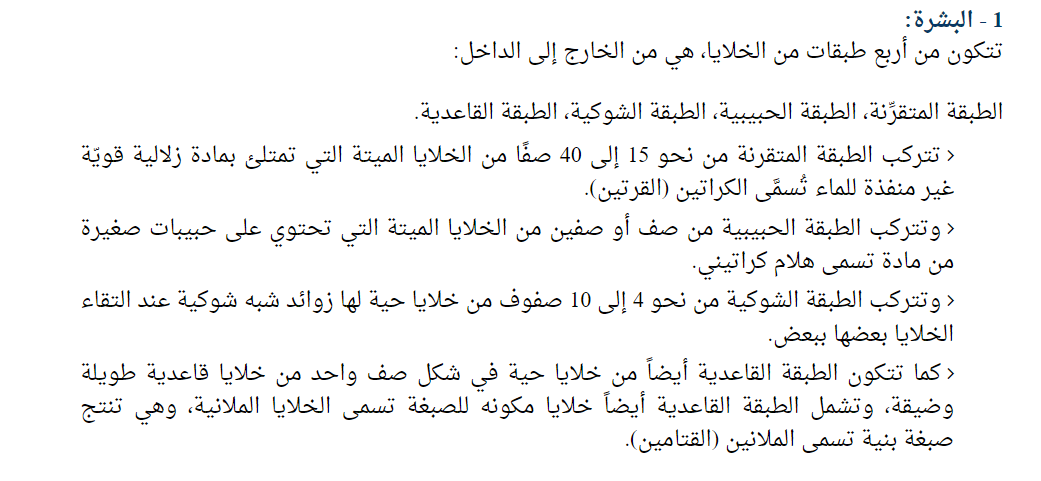 1 - البشرة:
تتكون من أربع طبقات من الخلايا، هي من الخارج إلى الداخل:
الطبقة المتقرِّنة، الطبقة الحبيبية، الطبقة الشوكية، الطبقة القاعدية.
› تتركب الطبقة المتقرنة من نحو 15 إلى 40 صفًا من الخلايا الميتة التي تمتلئ بمادة زلالية قويّة
غير منفذة للماء تُسمَّى الكراتين (القرتين).
› وتتركب الطبقة الحبيبية من صف أو صفين من الخلايا الميتة التي تحتوي على حبيبات صغيرة
من مادة تسمى هلام كراتيني.
› وتتركب الطبقة الشوكية من نحو 4 إلى 10 صفوف من خلايا حية لها زوائد شبه شوكية عند التقاء
الخلايا بعضها ببعض.
› كما تتكون الطبقة القاعدية أيضاً من خلايا حية في شكل صف واحد من خلايا قاعدية طويلة
وضيقة، وتشمل الطبقة القاعدية أيضاً خلايا مكونه للصبغة تسمى الخلايا الملانية، وهي تنتج
صبغة بنية تسمى الملانين (القتامين).